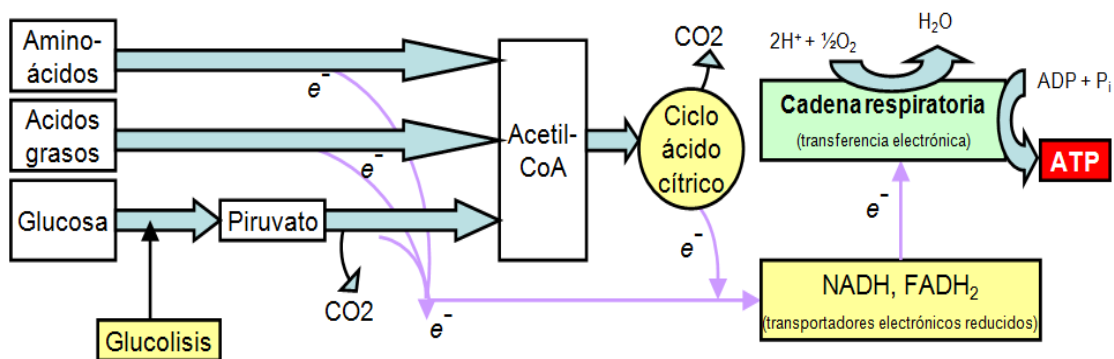 Amino-
ácidos
Acidos
grasos
Glucosa
Glucolisis
Piruvato
CO2
e-
e-
e-
Acetil-
CoA
CO2
Ciclo
ácido
cítrico
e-
2H⁺ + ½O₂
H₂O
ADP + Pᵢ
Cadena respiratoria
(transferencia electrónica)
ATP
e-
NADH, FADH₂
(transportadores electrónicos reducidos)